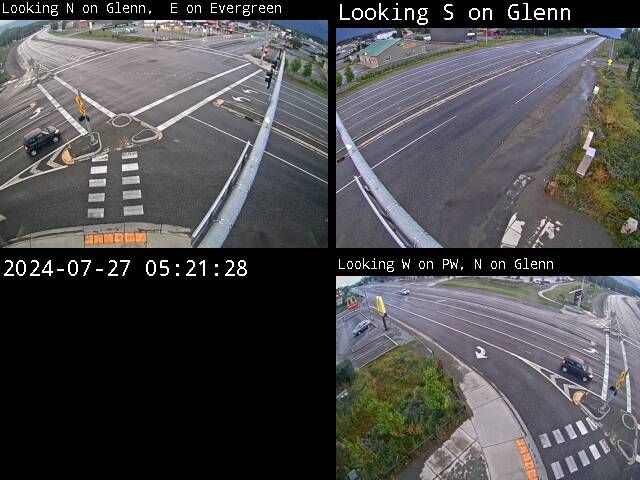 Looking N on Glenn,  E on Evergreen
Looking S on Glenn
2024-07-27 05:21:28
Looking W on PW, N on Glenn